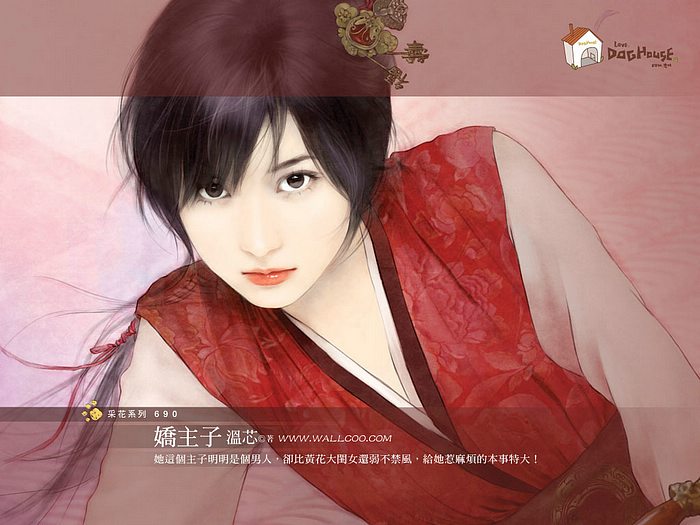 Love
DOGHOUSE
DOGHOUSE
采花系列 690
嬌主子 溫芯©著 WWW.WALLCOO.COM
她這個主子明明是個男人，卻比黃花大閨女還弱不禁風，給她惹麻煩的本事特大！